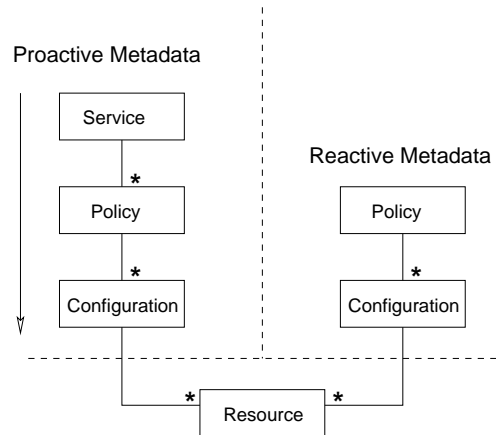 Proactive Metadata
Service
*
Policy
*
Configuration
*
Reactive Metadata
Policy
*
Configuration
*
Resource